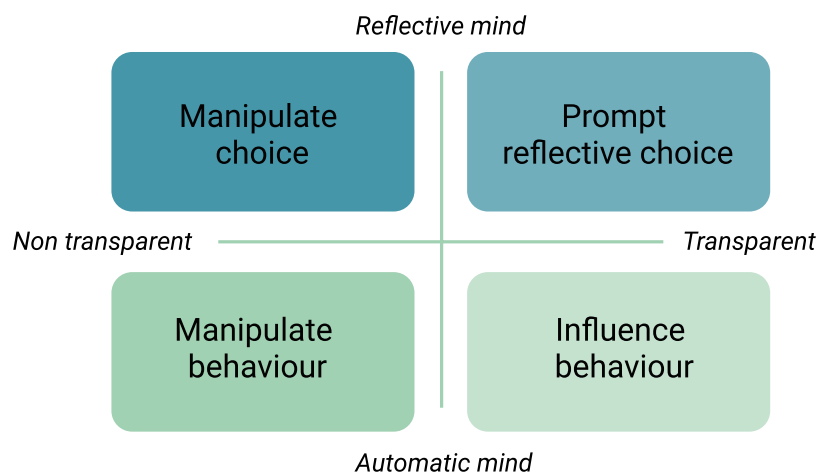 Reflective mind
Manipulate
choice
Prompt
reflective choice
Non transparent
Transparent
Manipulate
behaviour
Influence
behaviour
Automatic mind